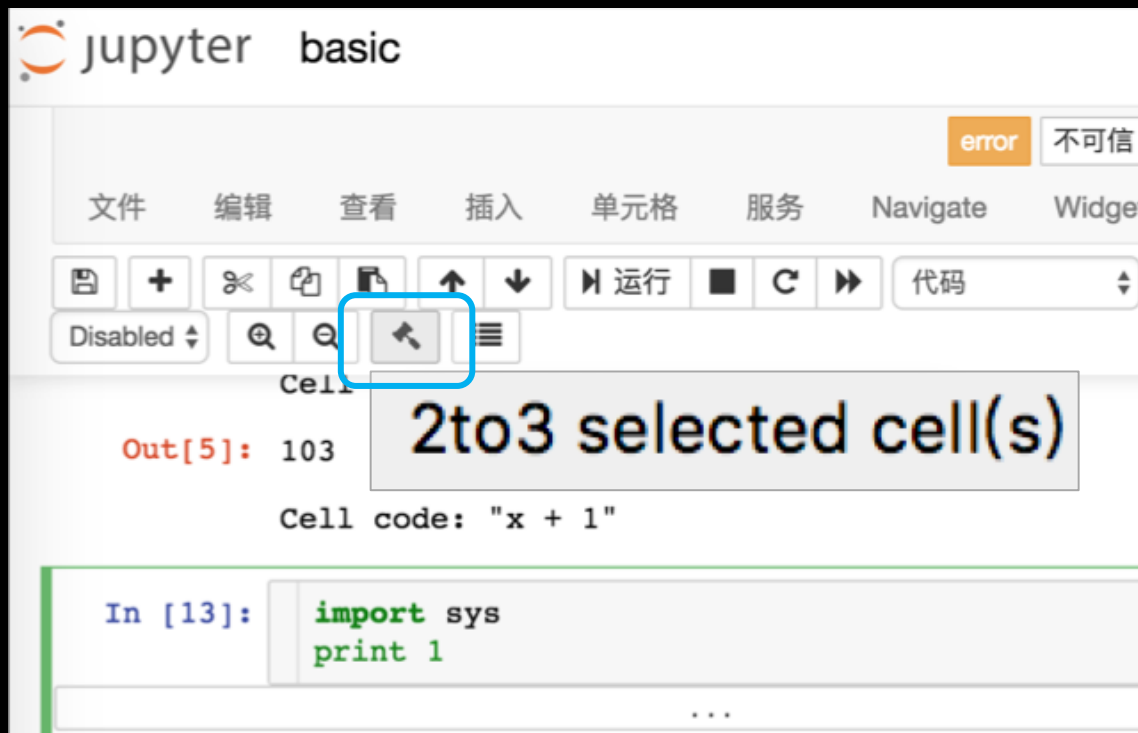 jupyter basic
error 不可信
文件 编辑 查看 插入 单元格 服务 Navigate Widge
运行 代码
Disabled
Cell
2to3 selected cell(s)
Out[5]: 103
Cell code: "x + 1"
In [13]: import sys
print 1
...